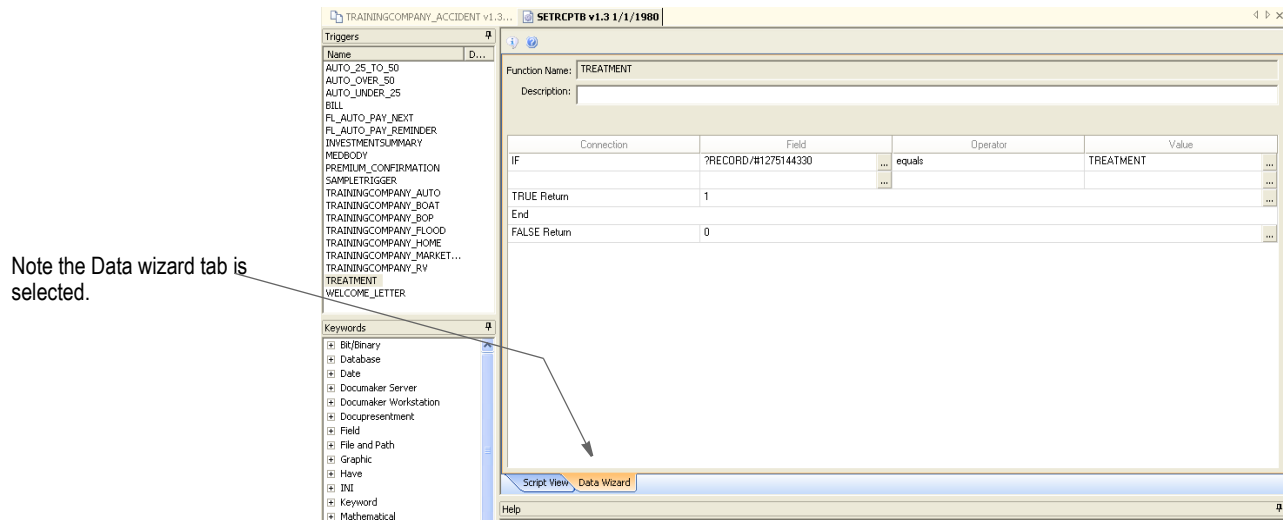 TRAININGCOMPANY_ACCIDENT v1.3... SETRCPTB v1.3 1/1/1980
Triggers
Name D...
AUTO_25_TO_50
AUTO_OVER_50
AUTO_UNDER_25
BILL
FL_AUTO_PAY_NEXT
FL_AUTO_PAY_REMINDER
INVESTMENTSUMMARY
MEDBODY
PREMIUM_CONFIRMATION
SAMPLETRIGGER
TRAININGCOMPANY_AUTO
TRAININGCOMPANY_BOAT
TRAININGCOMPANY_BOP
TRAININGCOMPANY_FLOOD
TRAININGCOMPANY_HOME
TRAININGCOMPANY_MARKET...
TRAININGCOMPANY_RV
TREATMENT
WELCOME_LETTER
Function Name: TREATMENT
Description:
Connection Field Operator Value
IF ?RECORD/#1275144330 ... equals TREATMENT ...
... ...
TRUE Return 1 ...
End
FALSE Return 0 ...
Note the Data wizard tab is
selected.
Keywords
Bit/Binary
Database
Date
Documaker Server
Documaker Workstation
Docupresentment
Field
File and Path
Graphic
Have
INI
Keyword
Mathematical
Script View Data Wizard
Help